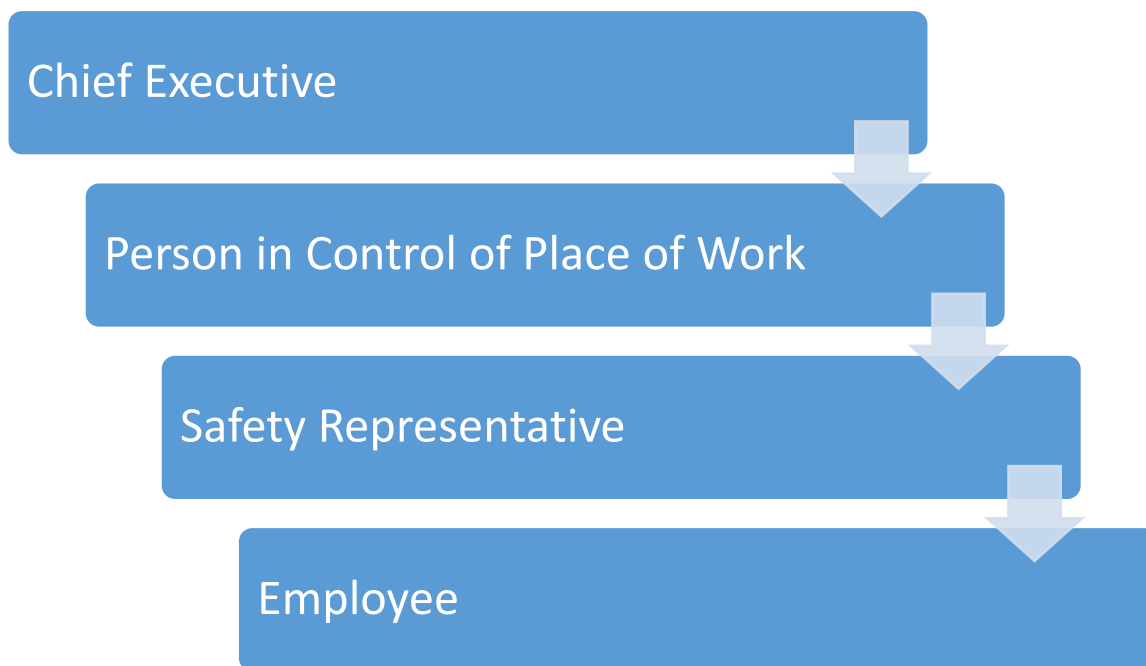 Chief Executive
Person in Control of Place of Work
Safety Representative
Employee